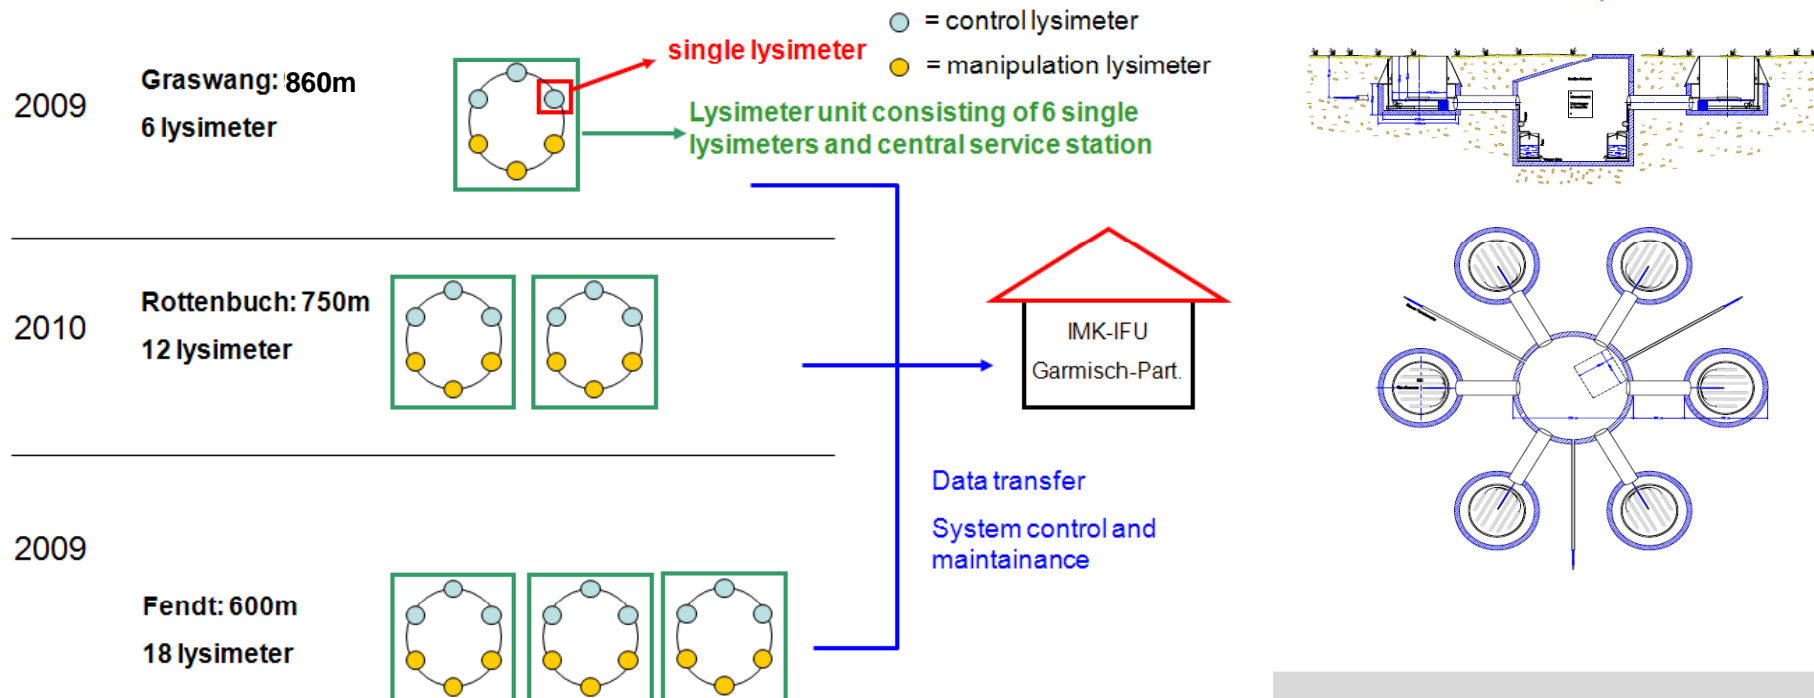 = control lysimeter
single lysimeter
= manipulation lysimeter
Graswang: 860m
2009
6 lysimeter
Lysimeter unit consisting of 6 single
lysimeters and central service station
Rottenbuch: 750m
2010
12 lysimeter
IMK-IFU
Garmisch-Part.
Data transfer
System control and
maintainance
2009
Fendt: 600m
18 lysimeter